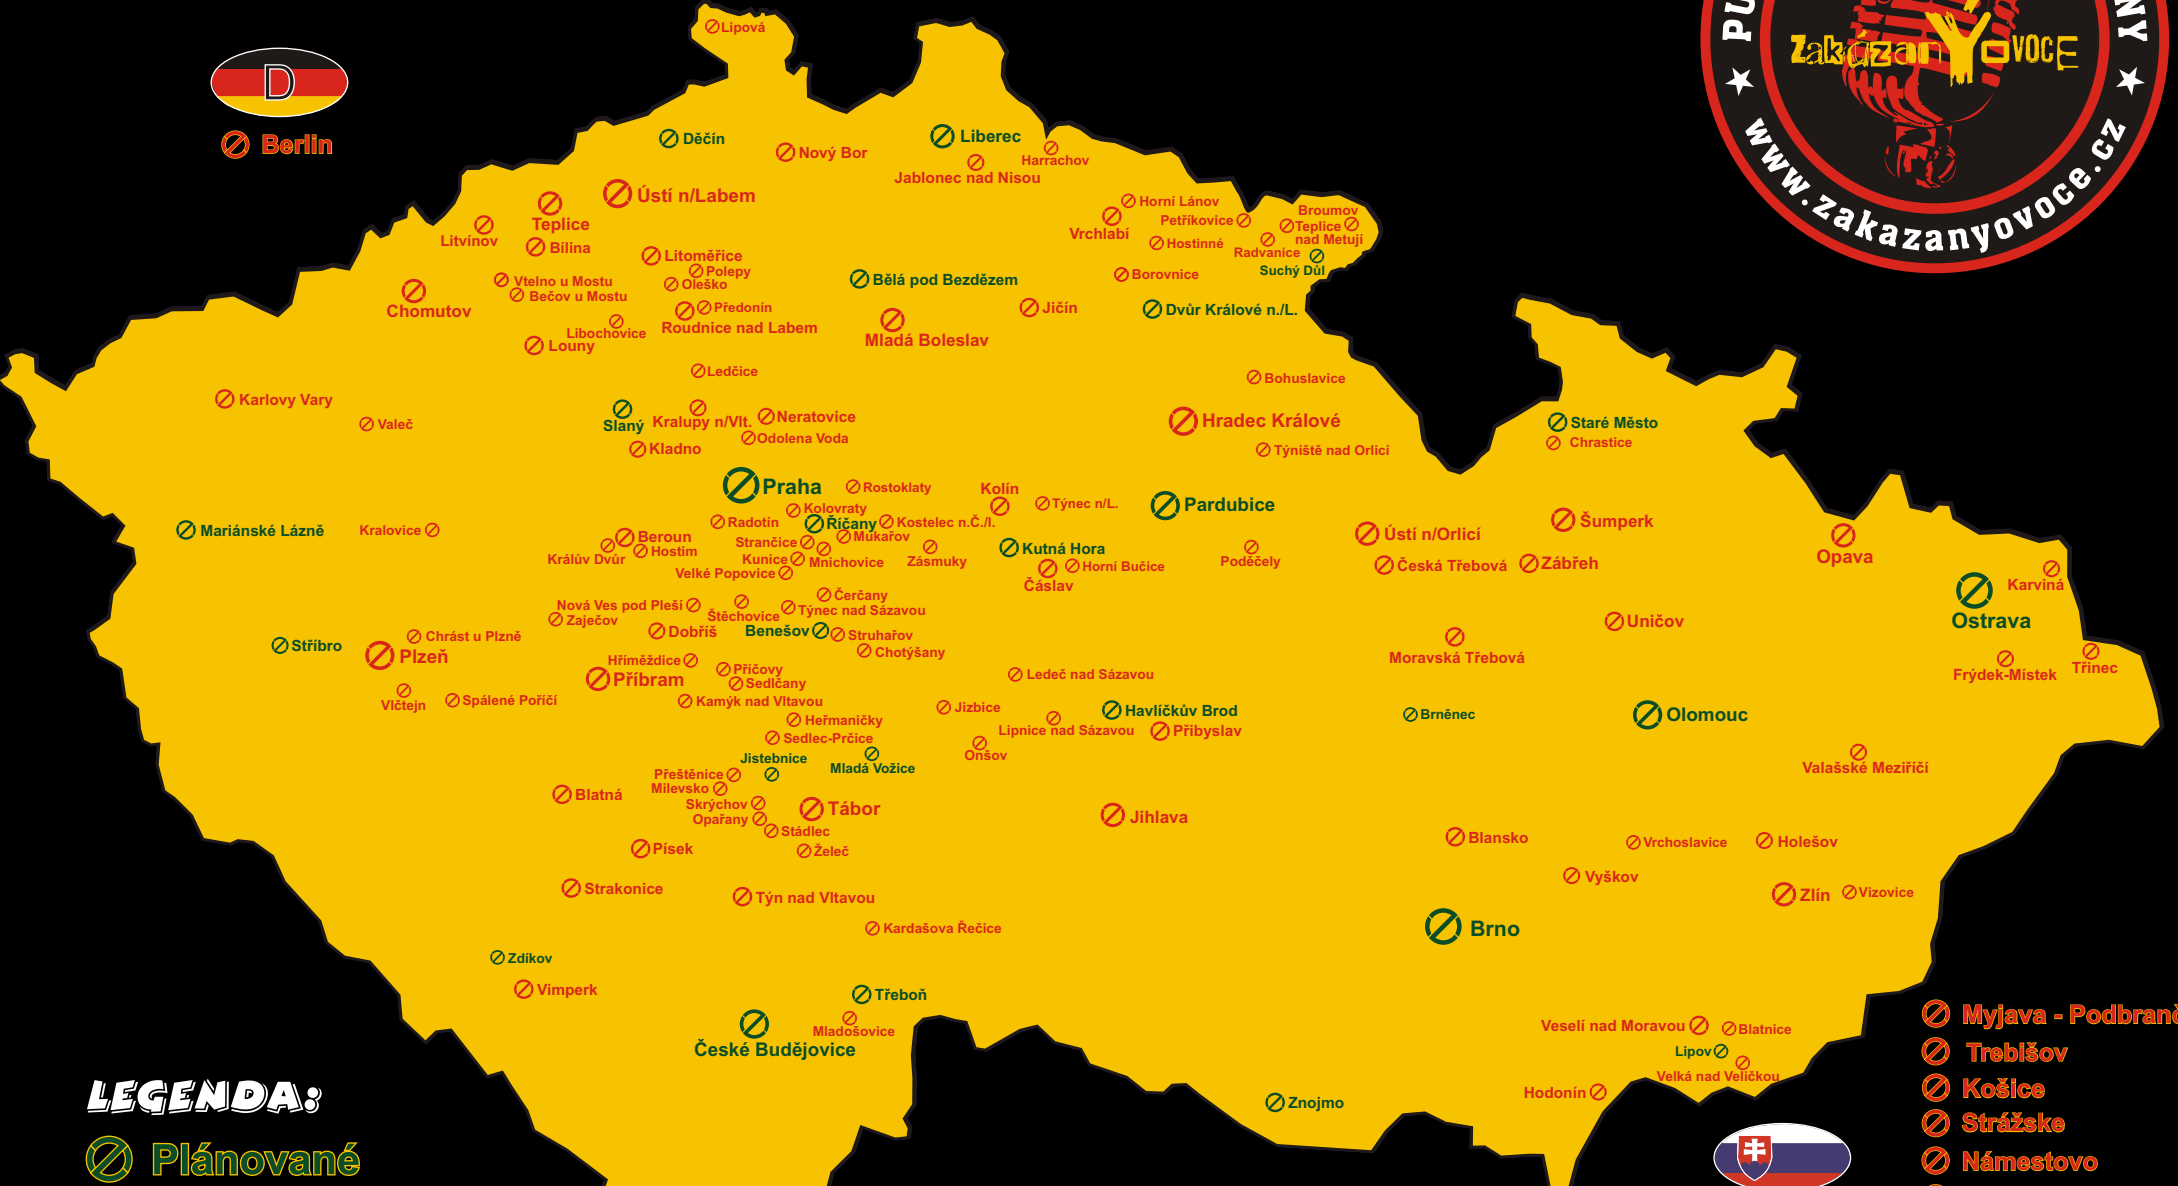 Lipová
D
Berlin
PU
NY
zakázanYovoce
www.zakazanyovoce.cz
Děčín
Nový Bor
Liberec
Harrachov
Jablonec nad Nisou
Ústí n/Labem
Teplice
Litvínov
Bílina
Litoměřice
Polepy
Oleško
Vtelno u Mostu
Bečov u Mostu
Chomutov
Předonín
Roudnice nad Labem
Libochovice
Louny
Bělá pod Bezdězem
Mladá Boleslav
Jičín
Horní Lánov
Vrchlabí
Petříkovice
Hostinné
Broumov
Teplice
nad Metují
Radvanice
Suchý Důl
Borovnice
Dvůr Králové n./L.
Ledčice
Bohuslavice
Karlovy Vary
Valeč
Slaný
Kralupy n/Vlt.
Neratovice
Odolena Voda
Kladno
Hradec Králové
Týniště nad Orlicí
Staré Město
Chrastice
Praha
Rostoklaty
Kolín
Týnec n/L.
Pardubice
Kolovraty
Radotín
Říčany
Kostelec n.Č./l.
Mukařov
Mariánské Lázně
Kralovice
Beroun
Hostim
Králův Dvůr
Strančice
Kunice
Mnichovice
Velké Popovice
Zásmuky
Kutná Hora
Horní Bučice
Čáslav
Poděčely
Ústí n/Orlicí
Česká Třebová
Šumperk
Zábřeh
Opava
Karviná
Ostrava
Nová Ves pod Pleší
Zaječov
Štěchovice
Čerčany
Týnec nad Sázavou
Dobříš
Benešov
Struhařov
Chotýšany
Uničov
Moravská Třebová
Frýdek-Místek
Třinec
Stříbro
Chrást u Plzně
Plzeň
Vlčtejn
Spálené Poříčí
Hříměždice
Příbram
Příčovy
Sedlčany
Kamýk nad Vltavou
Heřmaničky
Sedlec-Prčice
Ledeč nad Sázavou
Jizbice
Lipnice nad Sázavou
Onšov
Havlíčkův Brod
Přibyslav
Brněnec
Olomouc
Valašské Meziříčí
Jistebnice
Mladá Vožice
Přeštěnice
Milevsko
Skrýchov
Opařany
Tábor
Stádlec
Želeč
Blatná
Písek
Jihlava
Blansko
Vrchoslavice
Holešov
Vyškov
Zlín
Vizovice
Strakonice
Týn nad Vltavou
Kardašova Řečice
Brno
Zdíkov
Vimperk
Třeboň
Mladošovice
České Budějovice
Veselí nad Moravou
Blatnice
Lipov
Velká nad Veličkou
Hodonín
Znojmo
Myjava - Podbranč
Trebišov
Košice
Strážske
Námestovo
LEGENDA:
Plánované